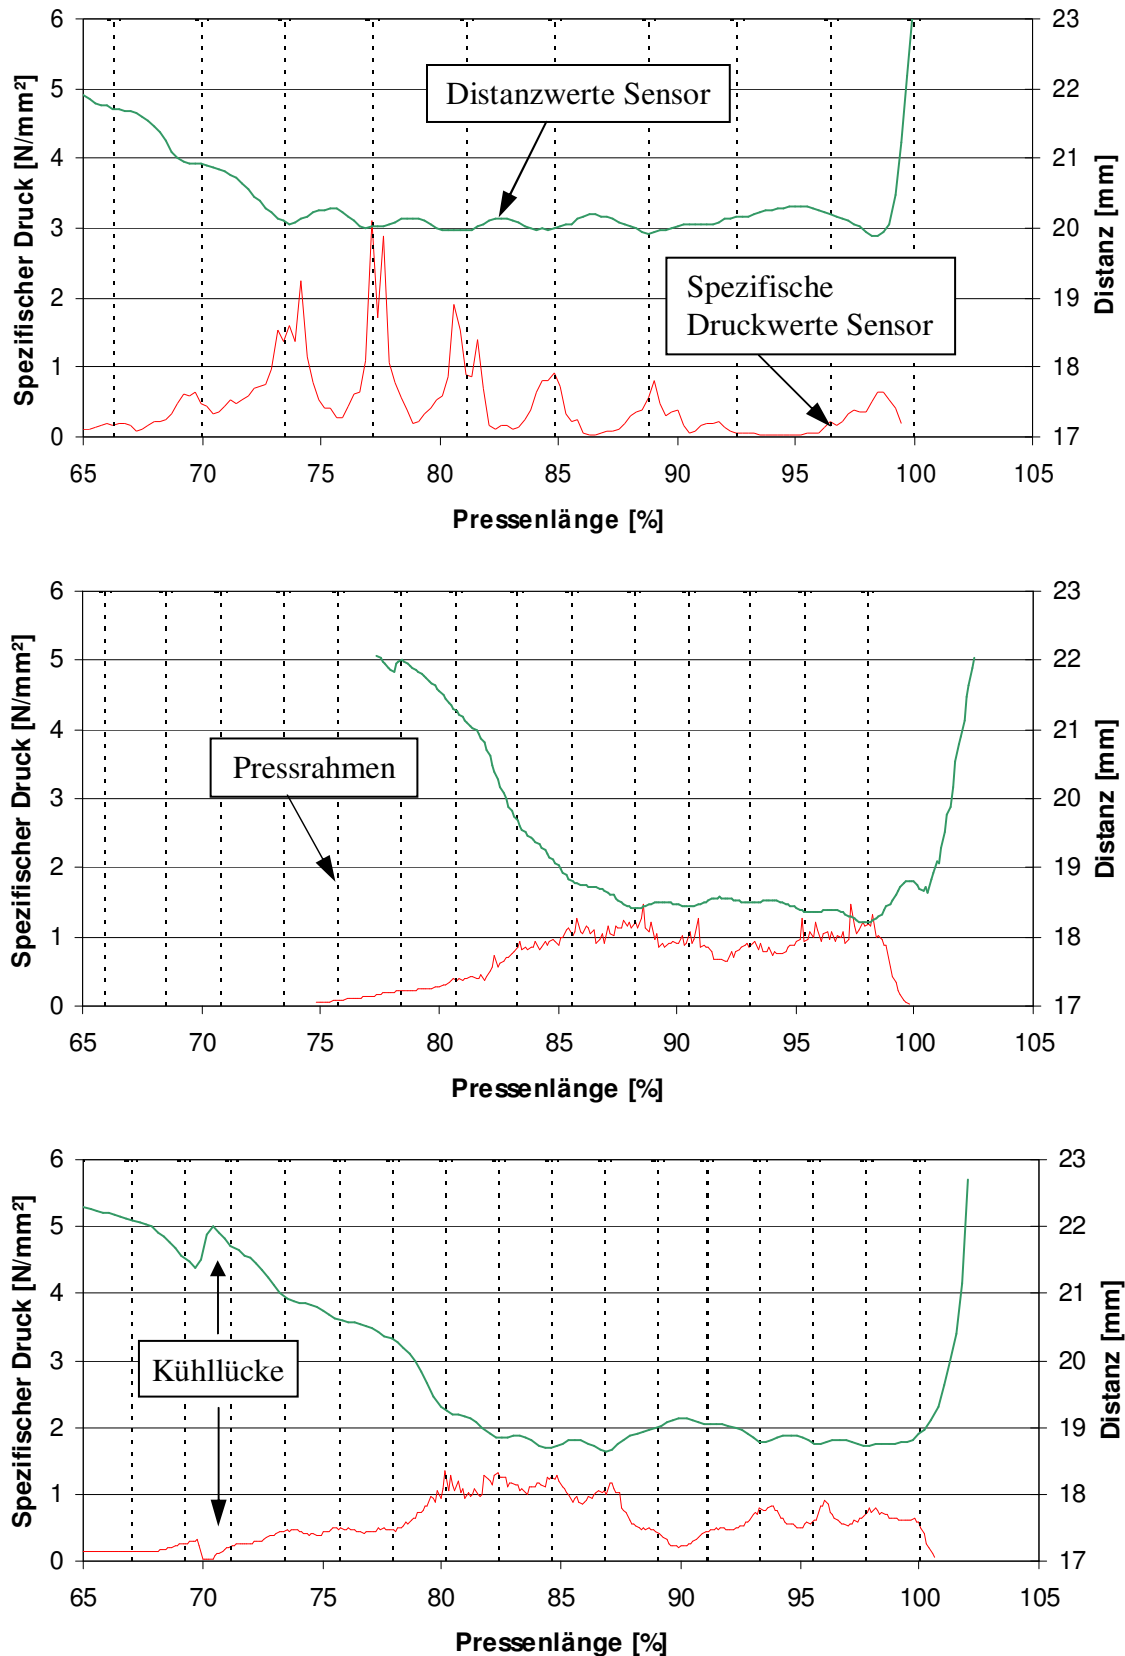 6
5
4
3
2
1
0
Spezifischer Druck [N/mm²]
Distanzwerte Sensor
Spezifische
Druckwerte Sensor
23
22
21
20
19
18
17
Distanz [mm]
65 70 75 80 85 90 95 100 105
Pressenlänge [%]
6
5
4
3
2
1
0
Spezifischer Druck [N/mm²]
Pressrahmen
23
22
21
20
19
18
17
Distanz [mm]
65 70 75 80 85 90 95 100 105
Pressenlänge [%]
6
5
4
3
2
1
0
Spezifischer Druck [N/mm²]
Kühllücke
23
22
21
20
19
18
17
Distanz [mm]
65 70 75 80 85 90 95 100 105
Pressenlänge [%]